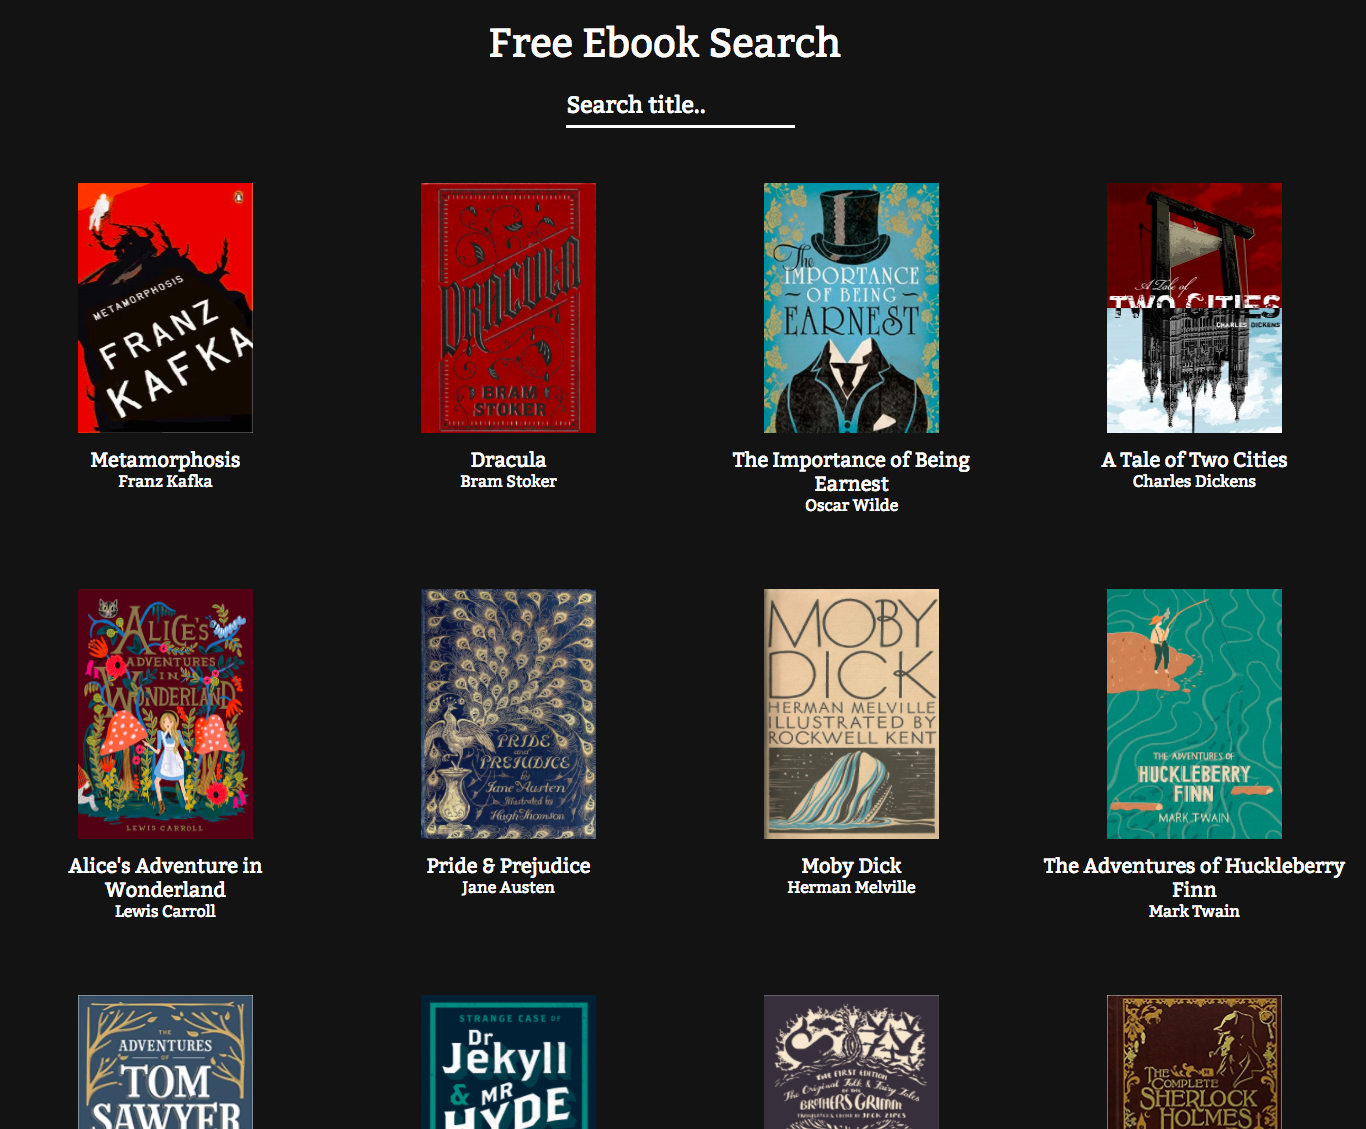 Free Ebook Search
Search title..
METAMORPHOSIS
FRANZ
KAFKA
Metamorphosis
Franz Kafka
DRACULA
BRAM
STOKER
Dracula
Bram Stoker
The
IMPORTANCE
OF BEING
EARNEST
The Importance of Being
Earnest
Oscar Wilde
A Tale of
TWO CITIES
CHARLES DICKENS
A Tale of Two Cities
Charles Dickens
ALICE'S
ADVENTURES
IN
WONDERLAND
LEWIS CARROLL
Alice's Adventure in
Wonderland
Lewis Carroll
PRIDE
and
PREJUDICE
by
Jane Austen
Illustrated by
Hugh Thomson
Pride & Prejudice
Jane Austen
MOBY
DICK
HERMAN MELVILLE
ILLUSTRATED BY
ROCKWELL KENT
Moby Dick
Herman Melville
THE ADVENTURES OF
HUCKLEBERRY
FINN
MARK TWAIN
The Adventures of Huckleberry
Finn
Mark Twain
THE
ADVENTURES
OF
TOM
SAWYER
STRANGE CASE OF
Dr
Jekyll
& MR
HYDE
THE FIRST EDITION
The Original Folk & Fairy Tales
OF THE
BROTHERS GRIMM
TRANSLATED & EDITED BY JACK ZIPES
THE
COMPLETE
SHERLOCK
HOLMES